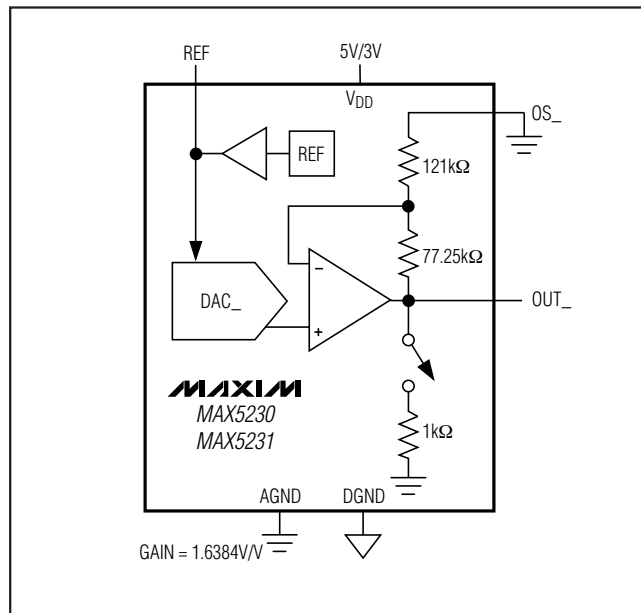 REF
5V/3V
VDD
OS_
REF
121kΩ
77.25kΩ
−
DAC_
+
OUT_
MAXIM
MAX5230
MAX5231
1kΩ
AGND
DGND
GAIN = 1.6384V/V